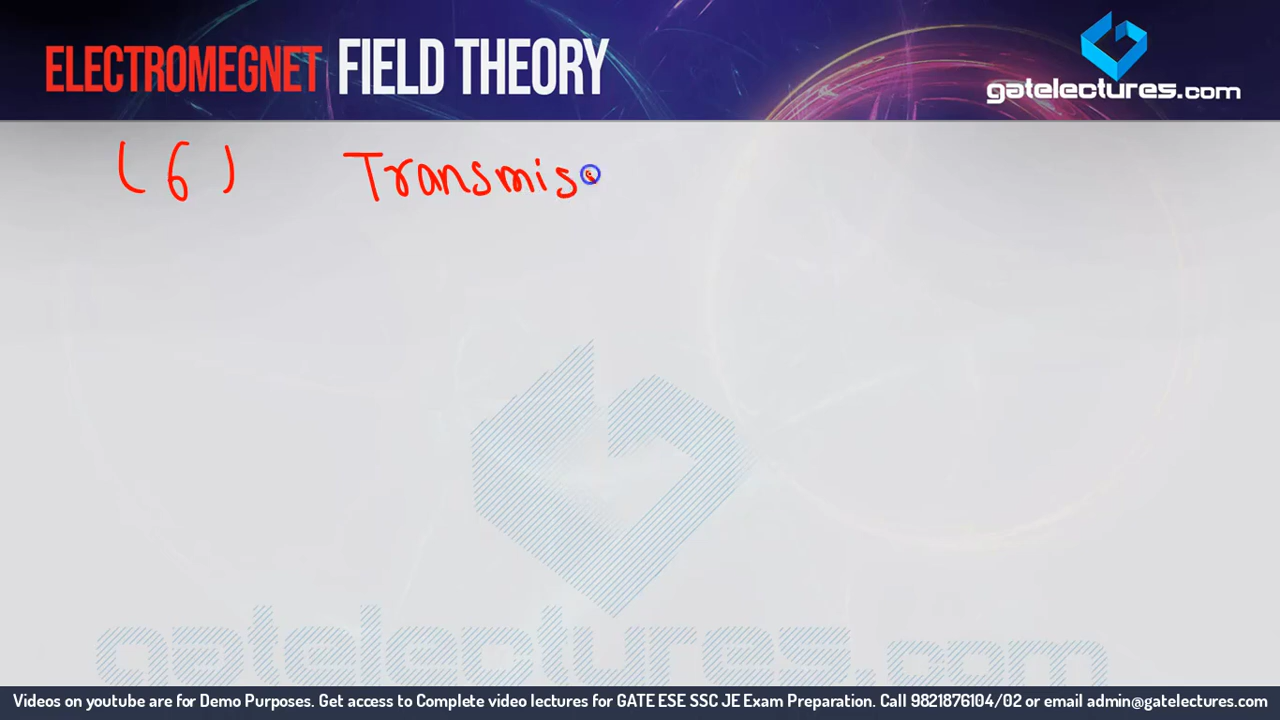 ELECTROMEGNET FIELD THEORY
gatelectures.com
(6) Transmis
gatelectures.com
Videos on youtube are for Demo Purposes. Get access to Complete video lectures for GATE ESE SSC JE Exam Preparation. Call 9821876104/02 or email admin@gatelectures.com